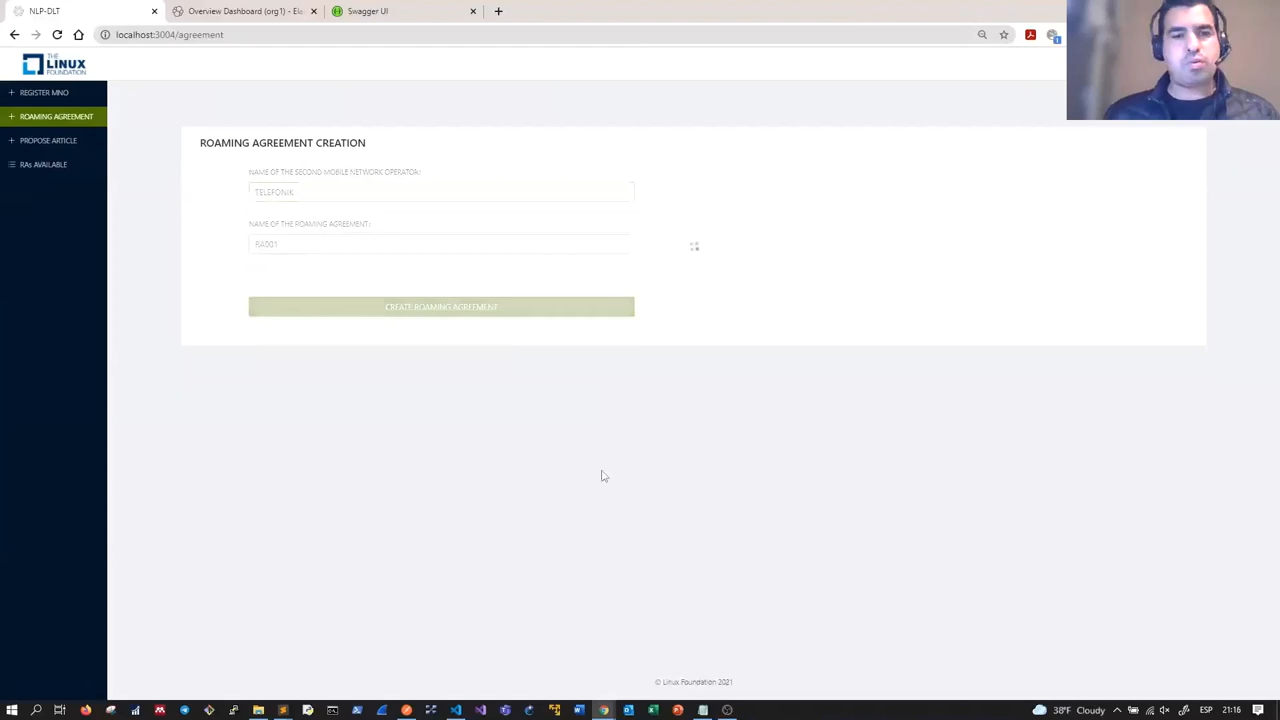 NLP-DLT
Overview Dashboard (org1) - Ela
Swagger UI
localhost:3004/agreement
THE
LINUX
FOUNDATION
REGISTER MNO
ROAMING AGREEMENT
PROPOSE ARTICLE
RAs AVAILABLE
ROAMING AGREEMENT CREATION
NAME OF THE SECOND MOBILE NETWORK OPERATOR:
TELEFONIK
NAME OF THE ROAMING AGREEMENT:
RA001
CREATE ROAMING AGREEMENT
© Linux Foundation 2021
38°F Cloudy
ESP
21:16